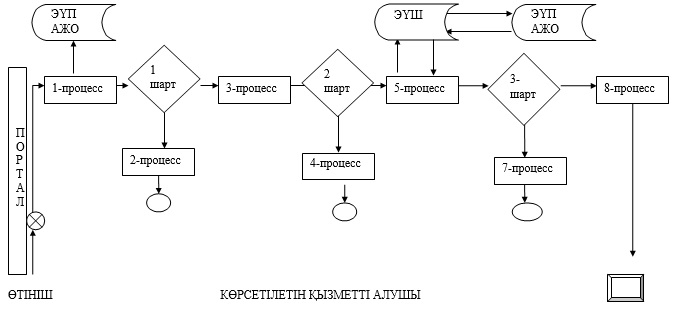 ЭҮП
АЖО
ЭҮШ
ЭҮП
АЖО
ПОРТАЛ
1-процесс
1
шарт
3-процесс
2
шарт
5-процесс
3-
шарт
8-процесс
2-процесс
4-процесс
7-процесс
ӨТІНІШ
КӨРСЕТІЛЕТІН ҚЫЗМЕТТІ АЛУШЫ